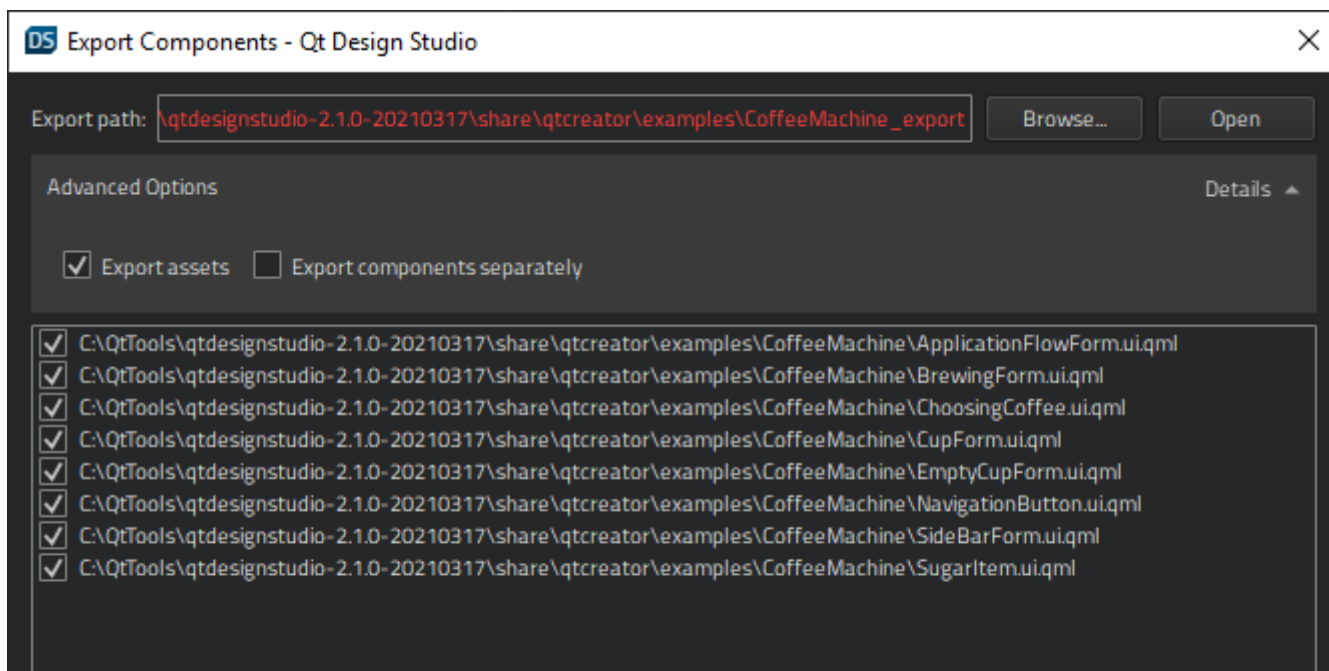 DS Export Components - Qt Design Studio
Export path: \qtdesignstudio-2.1.0-20210317\share\qtcreator\examples\CoffeeMachine_export Browse... Open
Advanced Options Details
Export assets Export components separately
C:\QtTools\qtdesignstudio-2.1.0-20210317\share\qtcreator\examples\CoffeeMachine\ApplicationFlowForm.ui.qml
C:\QtTools\qtdesignstudio-2.1.0-20210317\share\qtcreator\examples\CoffeeMachine\BrewingForm.ui.qml
C:\QtTools\qtdesignstudio-2.1.0-20210317\share\qtcreator\examples\CoffeeMachine\ChoosingCoffee.ui.qml
C:\QtTools\qtdesignstudio-2.1.0-20210317\share\qtcreator\examples\CoffeeMachine\CupForm.ui.qml
C:\QtTools\qtdesignstudio-2.1.0-20210317\share\qtcreator\examples\CoffeeMachine\EmptyCupForm.ui.qml
C:\QtTools\qtdesignstudio-2.1.0-20210317\share\qtcreator\examples\CoffeeMachine\NavigationButton.ui.qml
C:\QtTools\qtdesignstudio-2.1.0-20210317\share\qtcreator\examples\CoffeeMachine\SideBarForm.ui.qml
C:\QtTools\qtdesignstudio-2.1.0-20210317\share\qtcreator\examples\CoffeeMachine\SugarItem.ui.qml